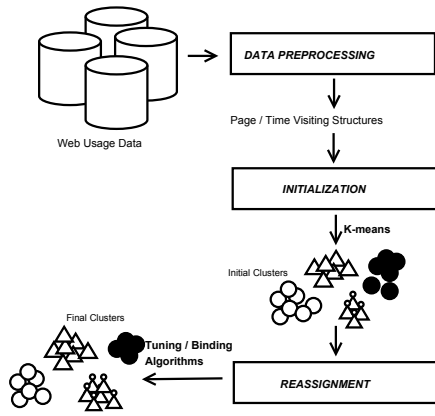 DATA PREPROCESSING
Web Usage Data
Page / Time Visiting Structures
INITIALIZATION
K-means
Initial Clusters
Final Clusters
Tuning / Binding
Algorithms
REASSIGNMENT